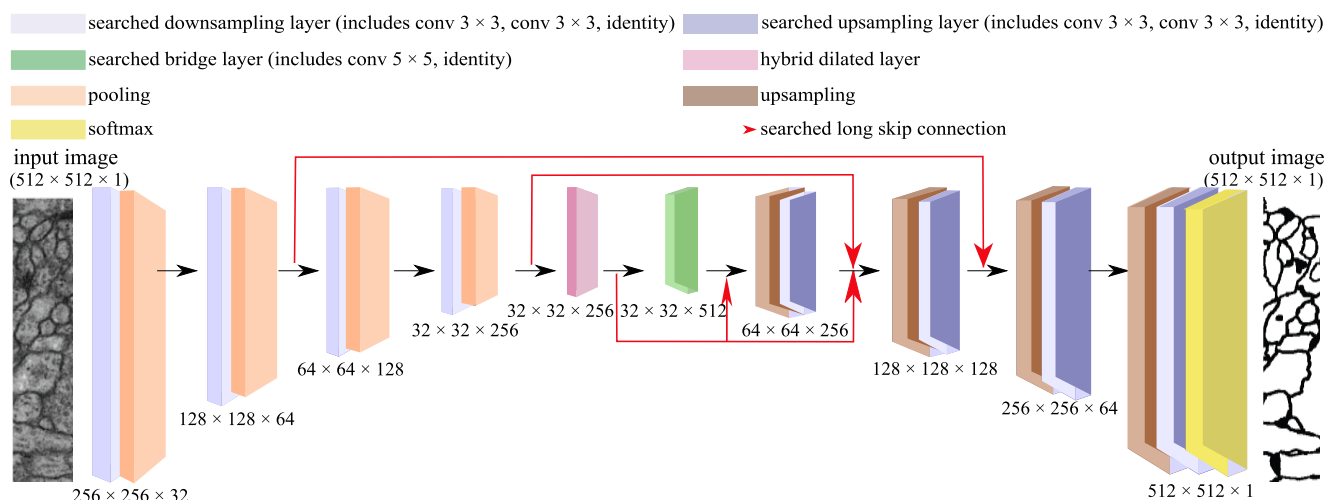 searched downsampling layer (includes conv 3 × 3, conv 3 × 3, identity)
searched upsampling layer (includes conv 3 × 3, conv 3 × 3, identity)
searched bridge layer (includes conv 5 × 5, identity)
hybrid dilated layer
pooling
upsampling
softmax
searched long skip connection
input image
(512 × 512 × 1)
output image
(512 × 512 × 1)
256 × 256 × 32
128 × 128 × 64
64 × 64 × 128
32 × 32 × 256
32 × 32 × 256
32 × 32 × 512
64 × 64 × 256
128 × 128 × 128
256 × 256 × 64
512 × 512 × 1